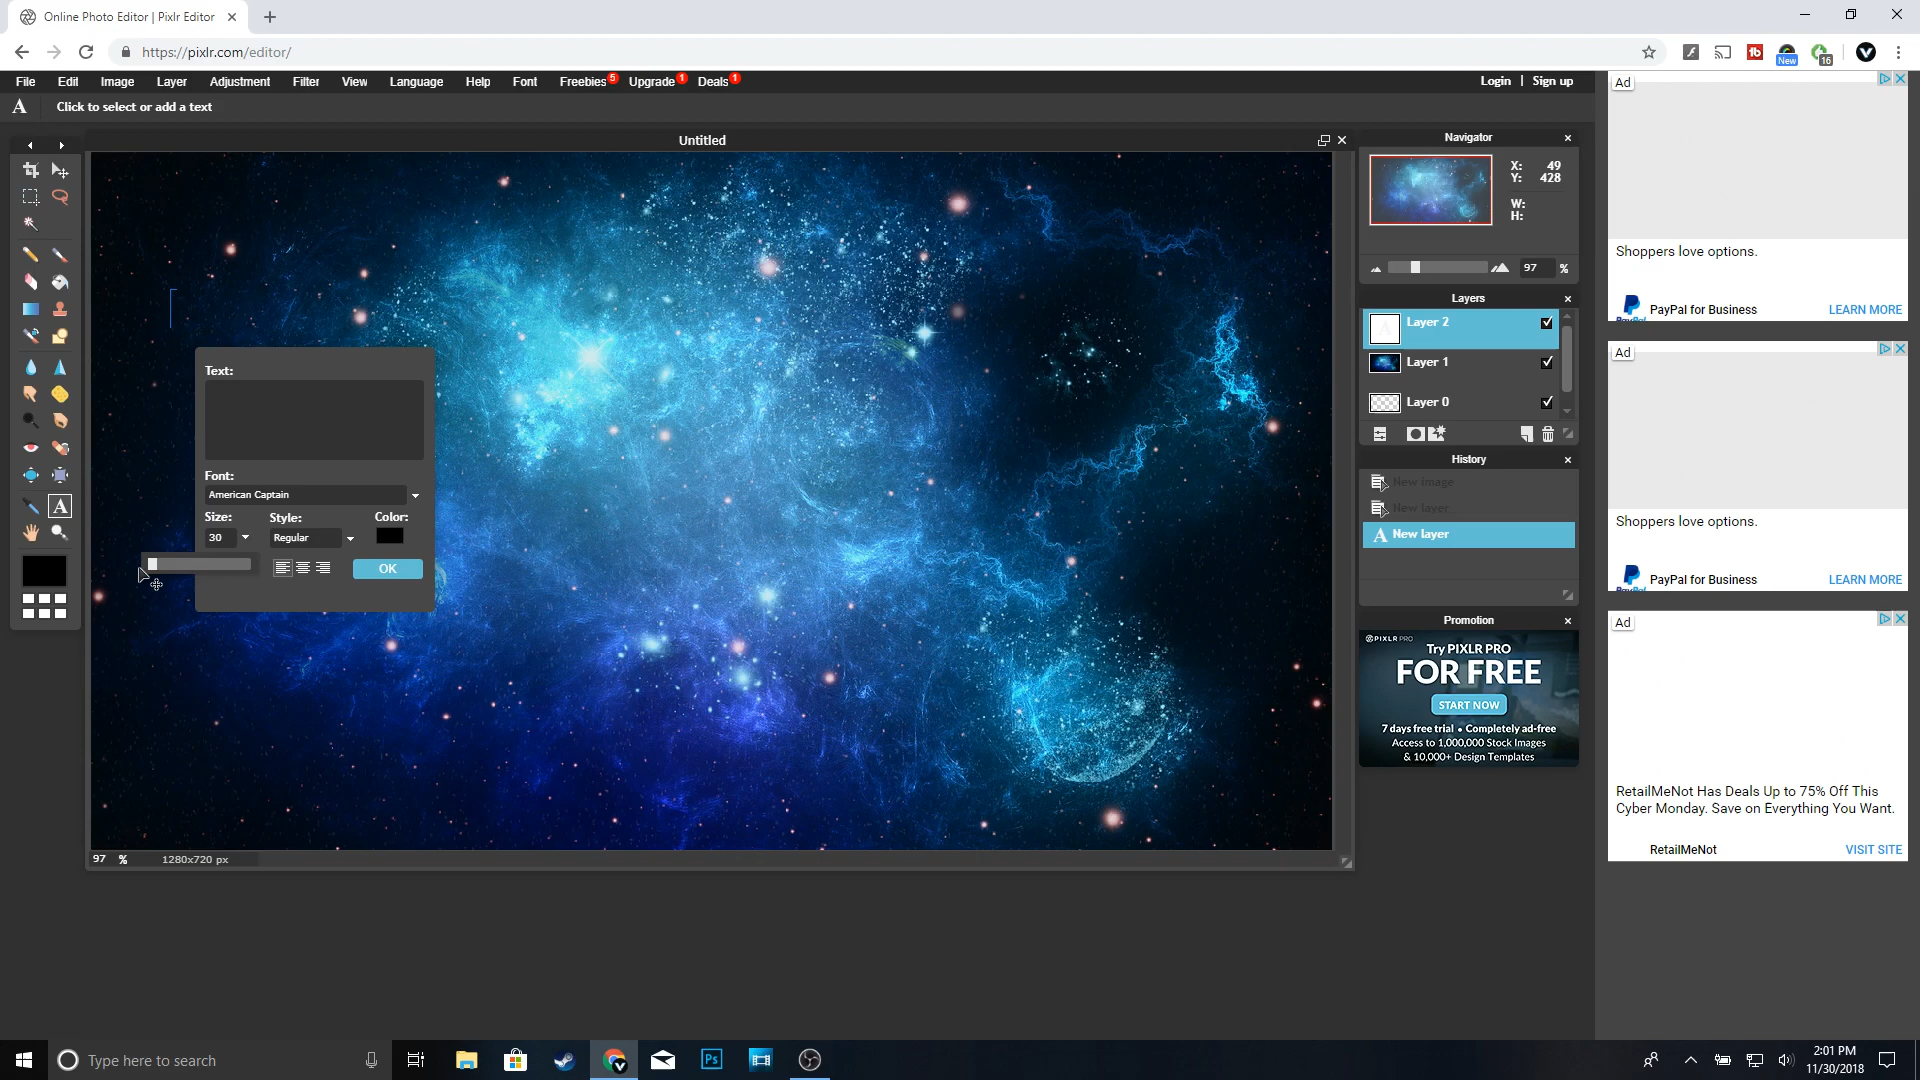 Online Photo Editor | Pixlr Editor
https://pixlr.com/editor/
New
16
File Edit Image Layer Adjustment Filter View Language Help Font Freebies 5 Upgrade 1 Deals 1
Login | Sign up
A Click to select or add a text
Untitled
Text:
Font:
American Captain
Size: Style: Color:
30 Regular
OK
A
97 % 1280x720 px
Navigator
X: 49
Y: 428
W:
H:
97 %
Layers
Layer 2
Layer 1
Layer 0
History
New image
New layer
A New layer
Promotion
PIXLR PRO
Try PIXLR PRO
FOR FREE
START NOW
7 days free trial • Completely ad-free
Access to 1,000,000 Stock Images
& 10,000+ Design Templates
Ad
Shoppers love options.
PayPal for Business LEARN MORE
Ad
Shoppers love options.
PayPal for Business LEARN MORE
Ad
RetailMeNot Has Deals Up to 75% Off This
Cyber Monday. Save on Everything You Want.
RetailMeNot VISIT SITE
Type here to search
Ps
2:01 PM
11/30/2018